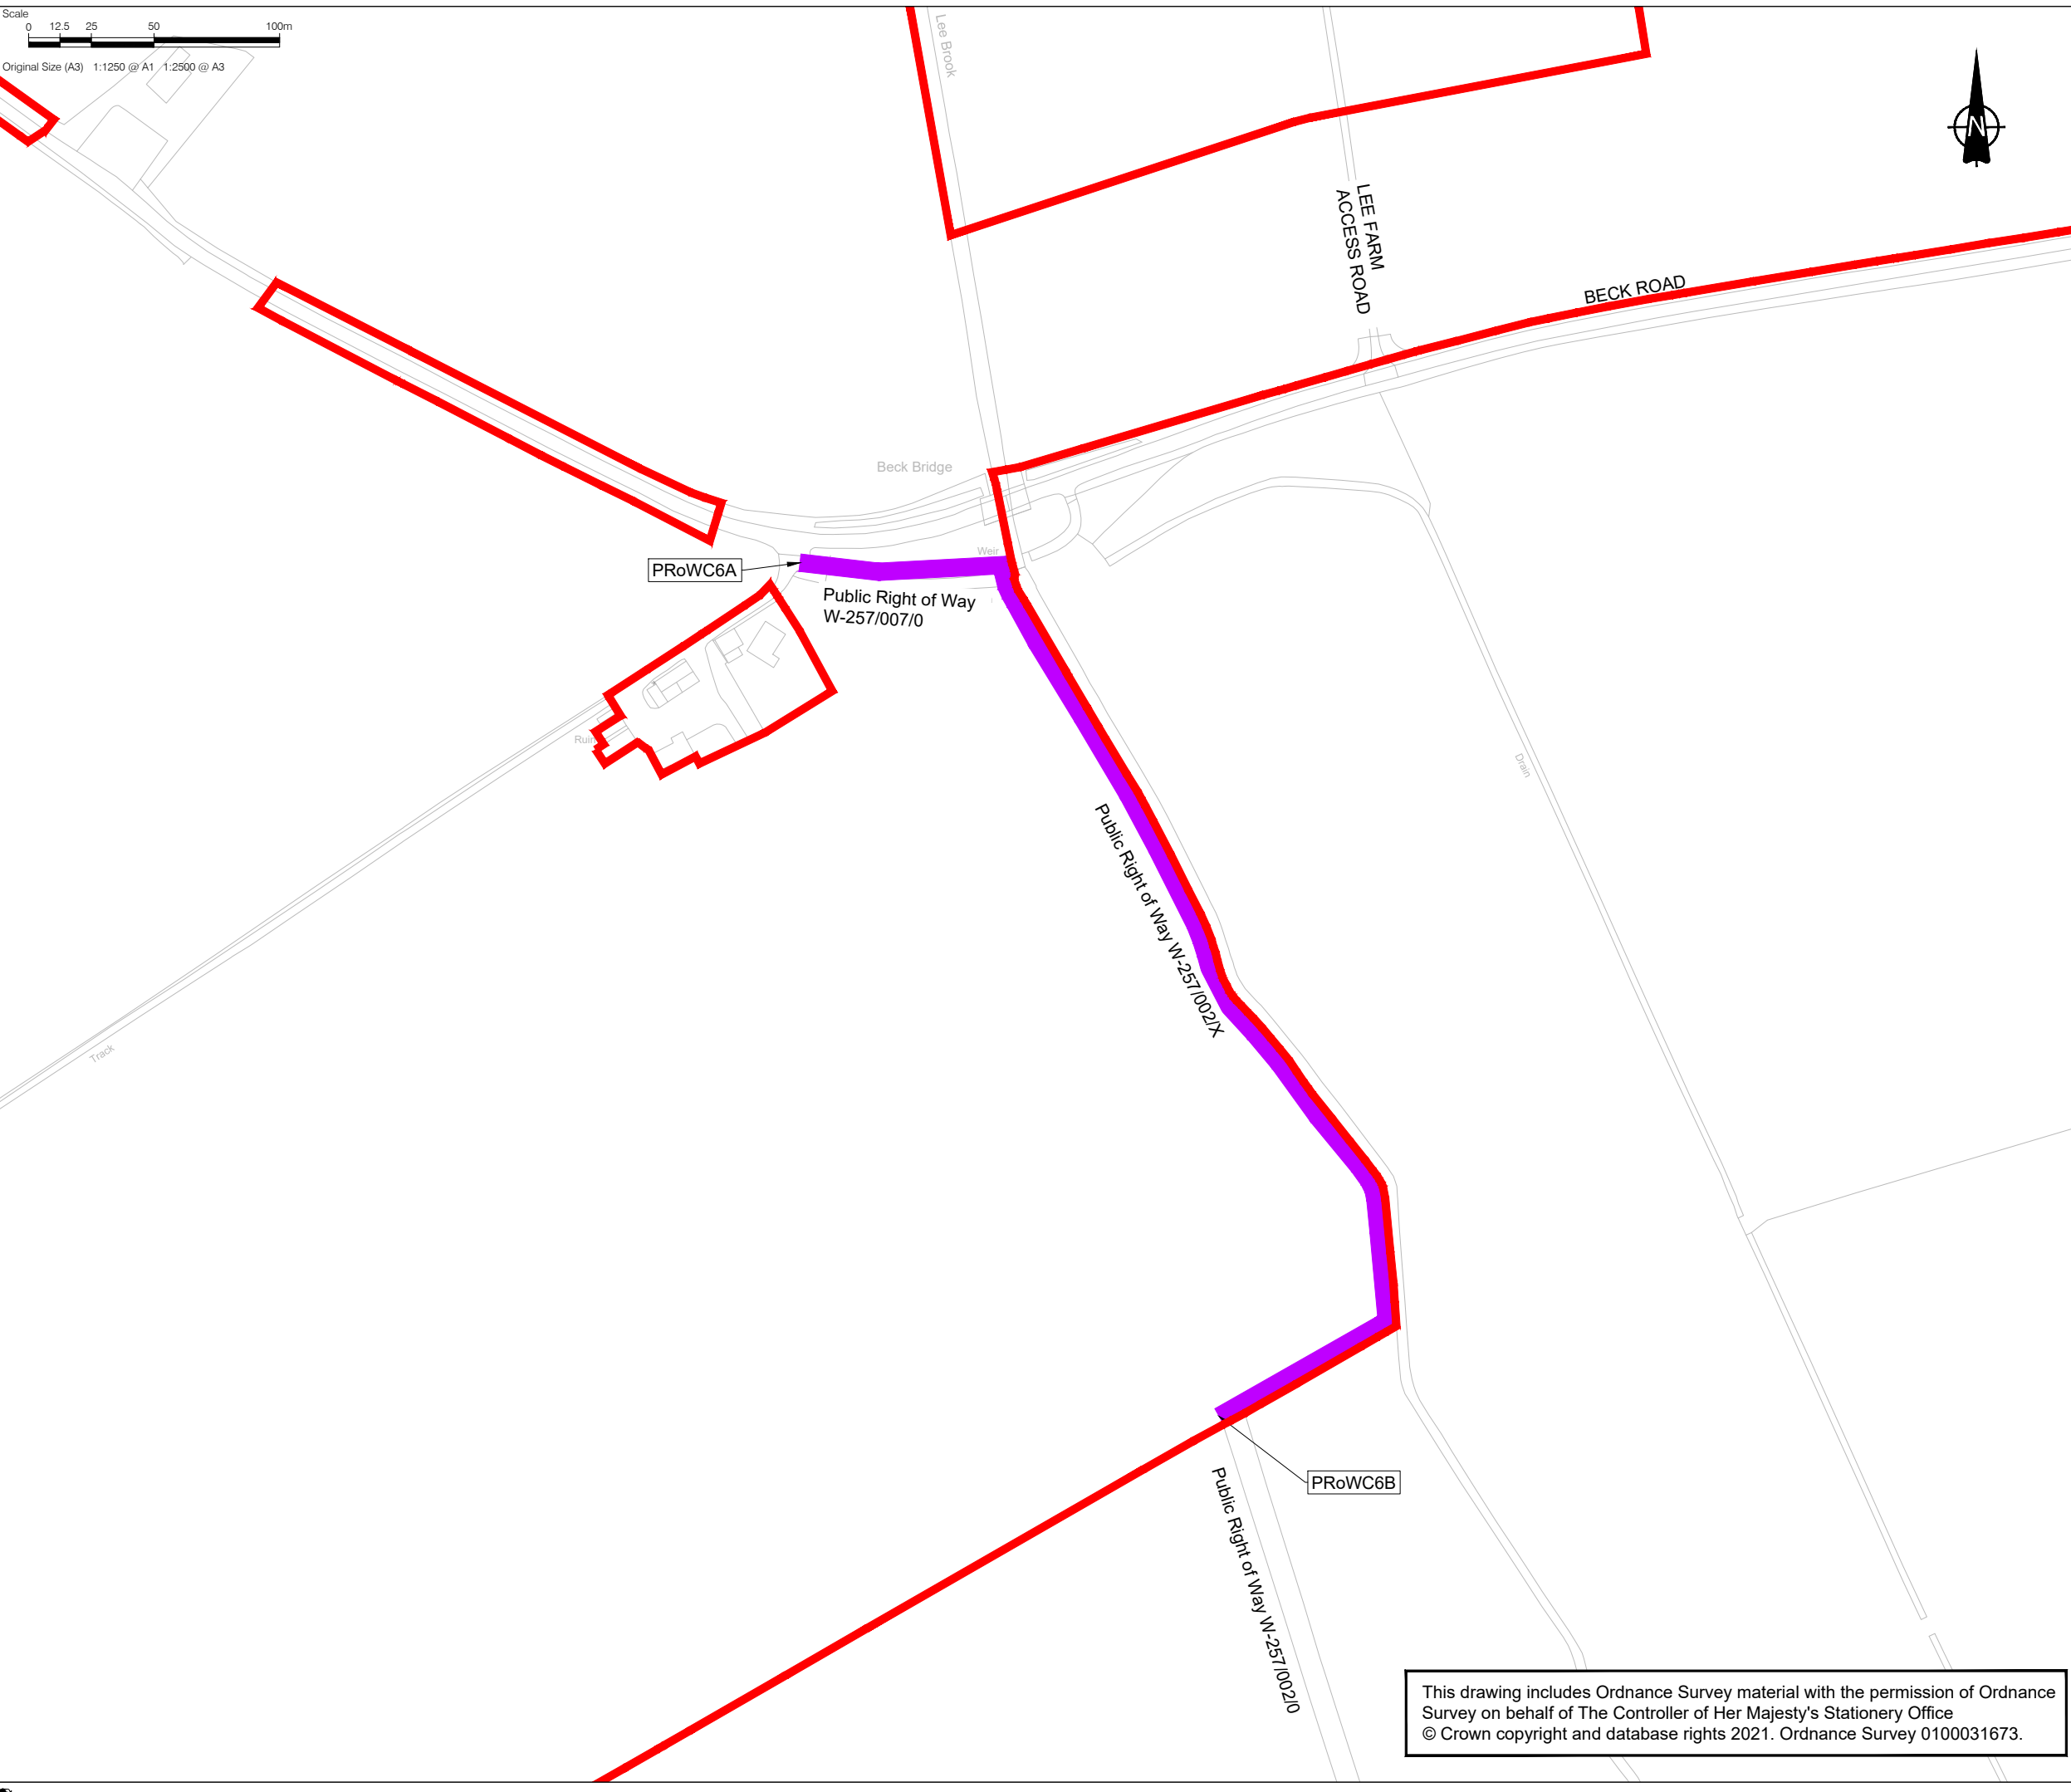 Scale
0 12.5 25 50 100m
Original Size (A3) 1:1250 @ A1 1:2500 @ A3
Lee Brook
N
LEE FARM
ACCESS ROAD
BECK ROAD
Beck Bridge
Weir
PRoWC6A
Public Right of Way
W-257/007/0
Ruin
Drain
Public Right of Way W-257/002/X
Track
PRoWC6B
Public Right of Way W-257/002/0
This drawing includes Ordnance Survey material with the permission of Ordnance
Survey on behalf of The Controller of Her Majesty's Stationery Office
© Crown copyright and database rights 2021. Ordnance Survey 0100031673.